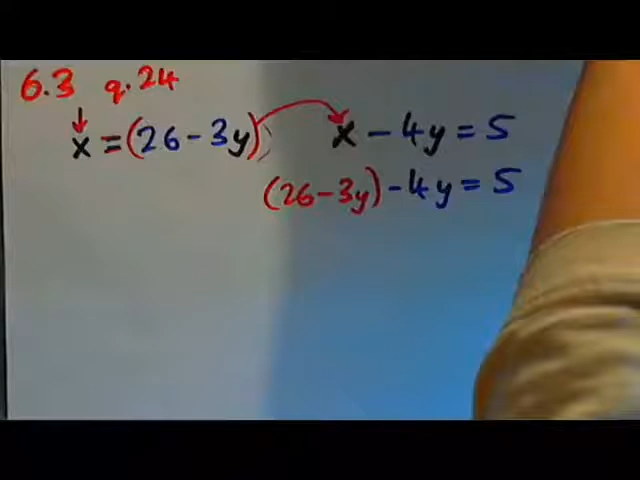 6.3 q.24
x = (26 - 3y) x - 4y = 5
(26 - 3y) - 4y = 5